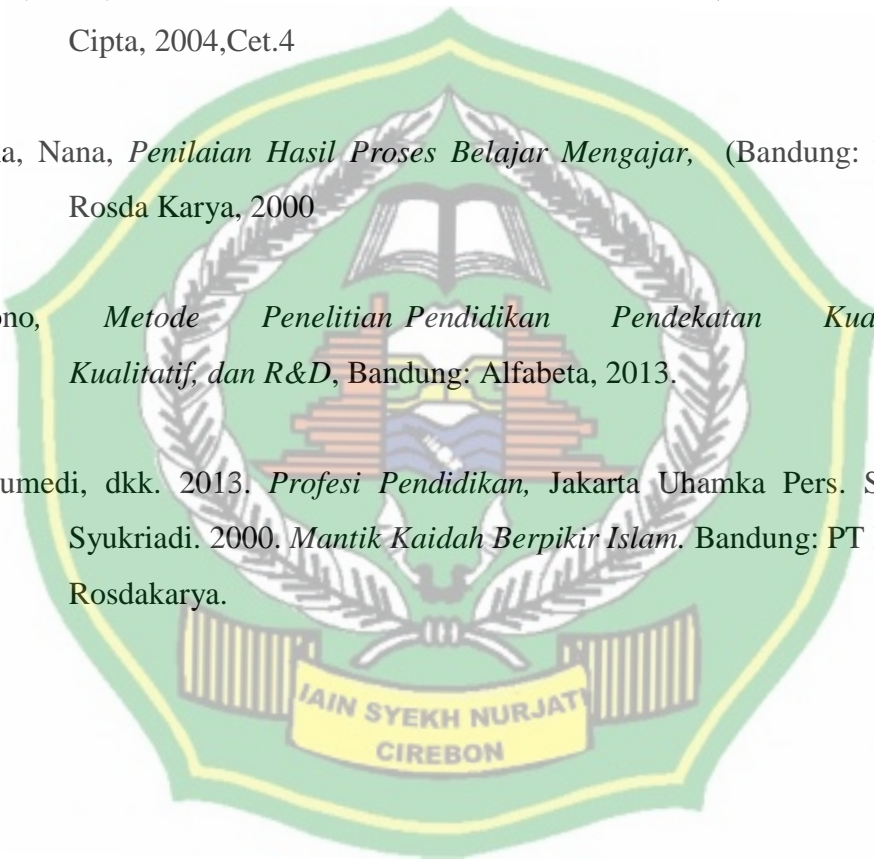 Cipta, 2004,Cet.4
a, Nana, Penilaian Hasil Proses Belajar Mengajar, (Bandung:
Rosda Karya, 2000
ono, Metode Penelitian Pendidikan Pendekatan Kua
Kualitatif, dan R&D, Bandung: Alfabeta, 2013.
umedi, dkk. 2013. Profesi Pendidikan, Jakarta Uhamka Pers. S
Syukriadi. 2000. Mantik Kaidah Berpikir Islam. Bandung: PT
Rosdakarya.
IAIN SYEKH NURJATI
CIREBON